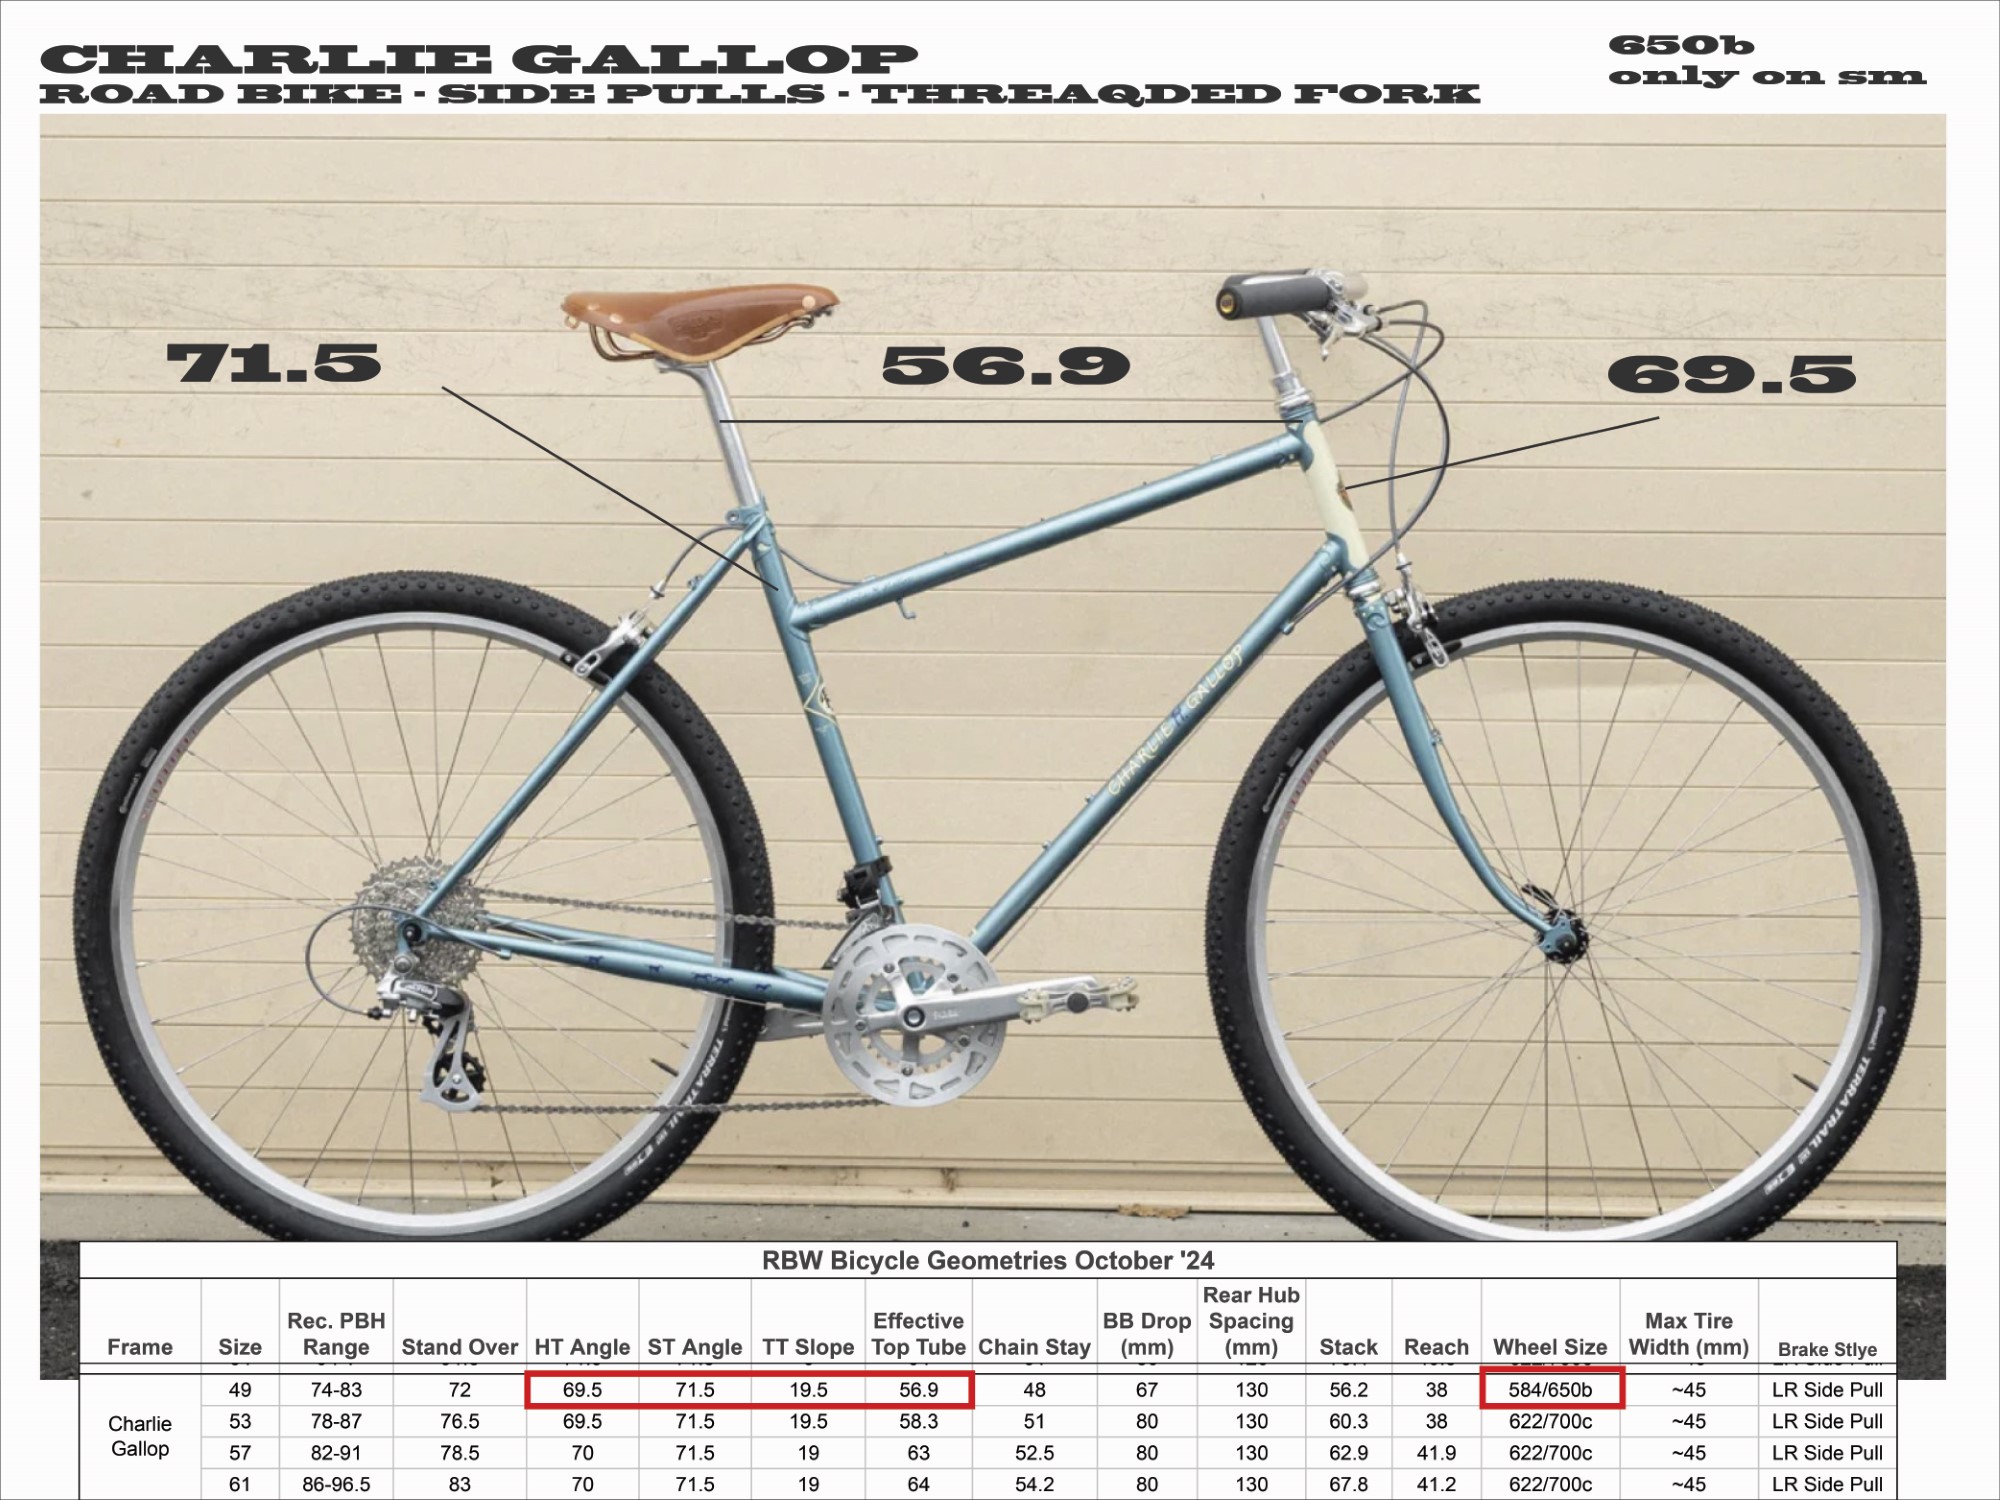 CHARLIE GALLOP
ROAD BIKE - SIDE PULLS - THREAQDED FORK
650b
only on sm
71.5
56.9
69.5
CHARLIE GALLOP
TERRA TRAIL
TERRA TRAIL
RBW Bicycle Geometries October '24
Frame Size Rec. PBH Range Stand Over HT Angle ST Angle TT Slope Effective Top Tube Chain Stay BB Drop (mm) Rear Hub Spacing (mm) Stack Reach Wheel Size Max Tire Width (mm) Brake Stlye
Charlie Gallop
49 74-83 72 69.5 71.5 19.5 56.9 48 67 130 56.2 38 584/650b ~45 LR Side Pull
53 78-87 76.5 69.5 71.5 19.5 58.3 51 80 130 60.3 38 622/700c ~45 LR Side Pull
57 82-91 78.5 70 71.5 19 63 52.5 80 130 62.9 41.9 622/700c ~45 LR Side Pull
61 86-96.5 83 70 71.5 19 64 54.2 80 130 67.8 41.2 622/700c ~45 LR Side Pull